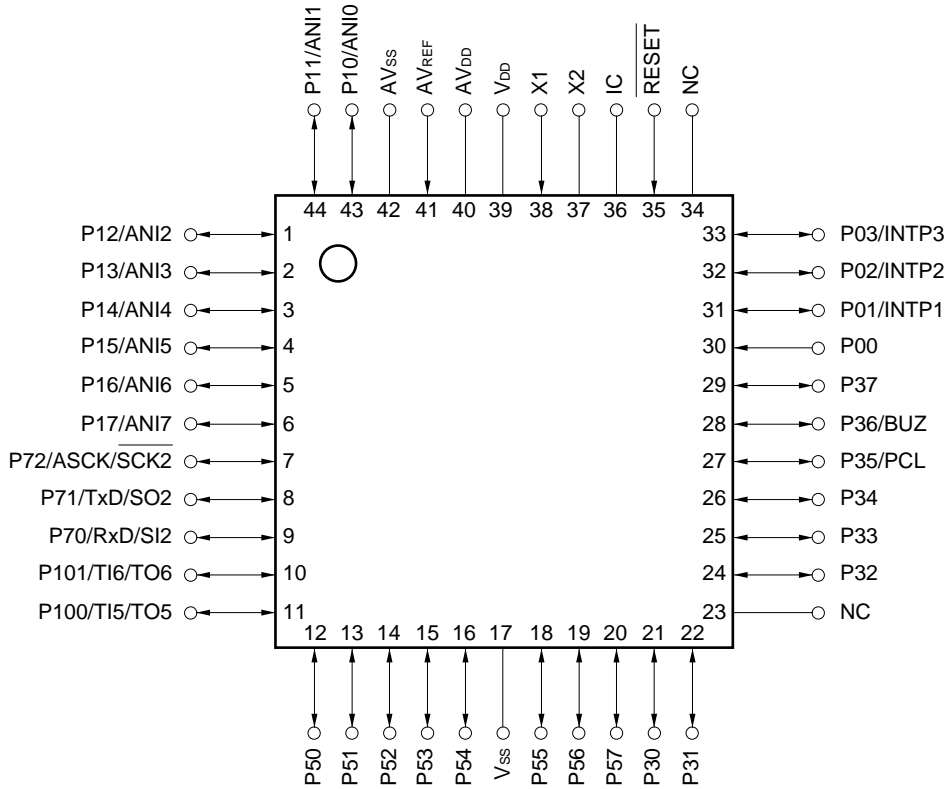 P11/ANI1
P10/ANI0
AVSS
AVREF
AVDD
VDD
X1
X2
IC
RESET
NC
44 43 42 41 40 39 38 37 36 35 34
P12/ANI2 1
P13/ANI3 2
P14/ANI4 3
P15/ANI5 4
P16/ANI6 5
P17/ANI7 6
P72/ASCK/SCK2 7
P71/TxD/SO2 8
P70/RxD/SI2 9
P101/TI6/TO6 10
P100/TI5/TO5 11
33 P03/INTP3
32 P02/INTP2
31 P01/INTP1
30 P00
29 P37
28 P36/BUZ
27 P35/PCL
26 P34
25 P33
24 P32
23 NC
12 13 14 15 16 17 18 19 20 21 22
P50
P51
P52
P53
P54
VSS
P55
P56
P57
P30
P31